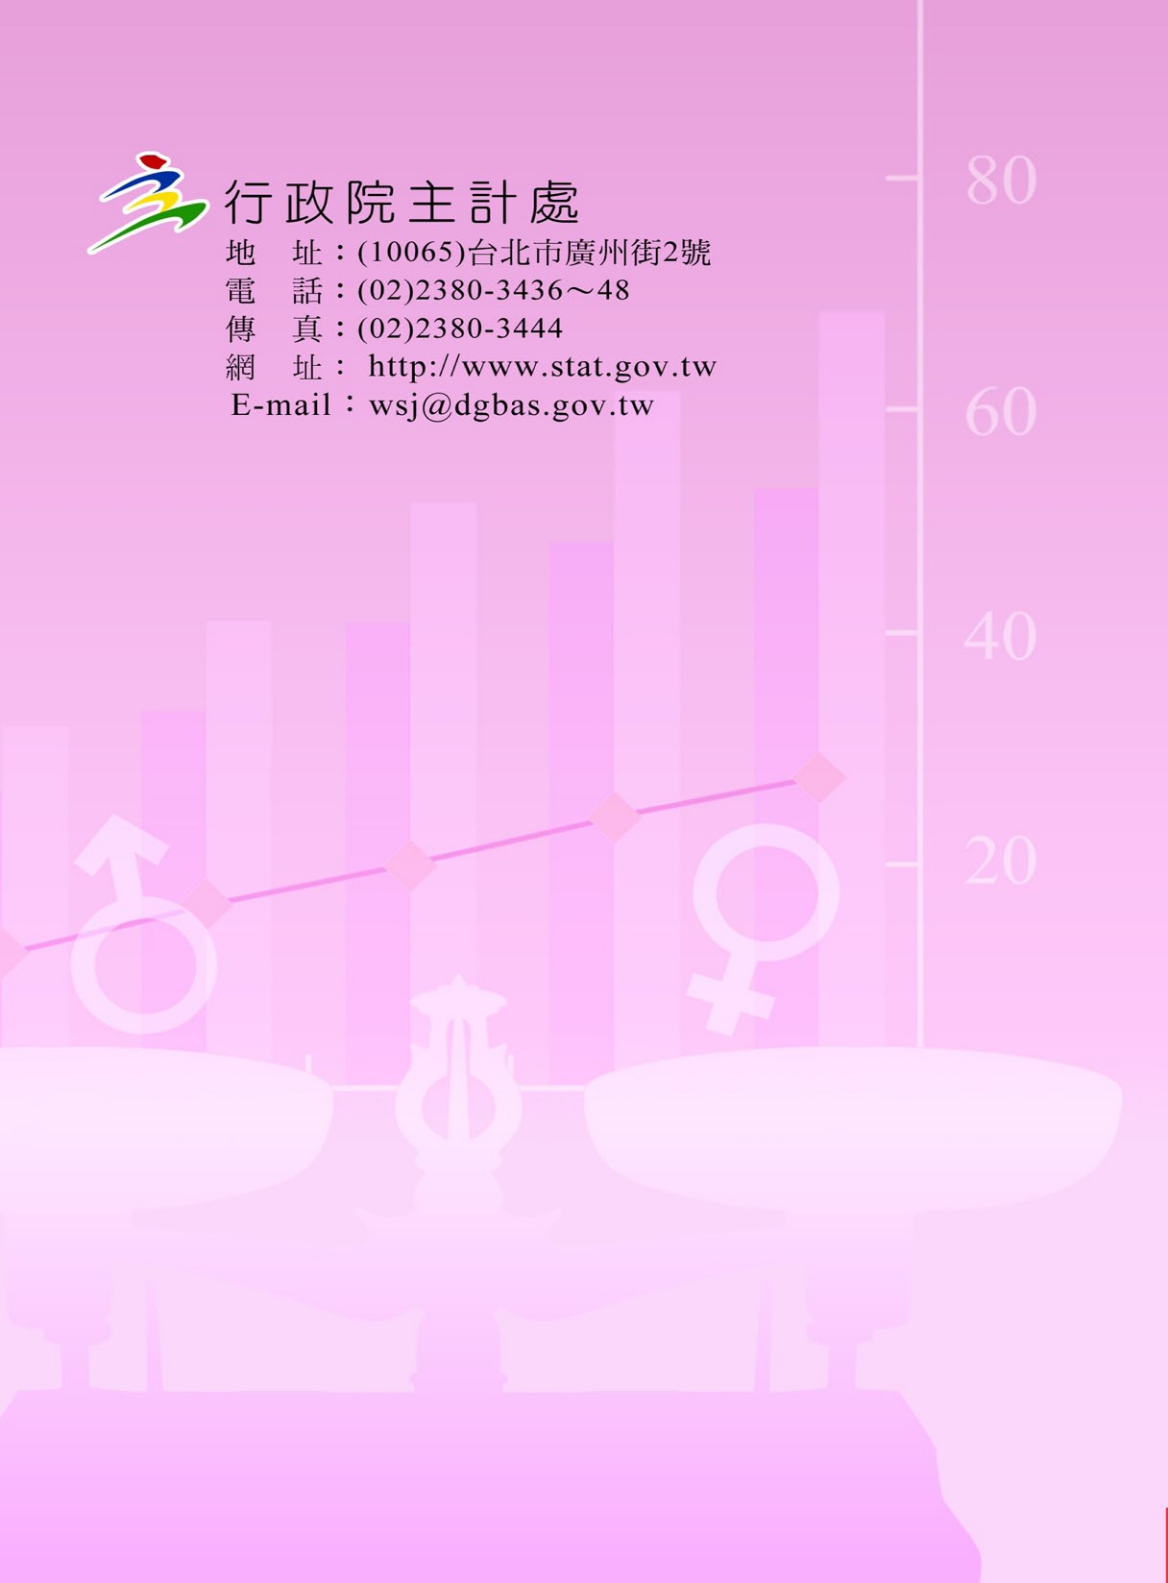 行政院主計處
地　址：(10065)台北市廣州街2號
電　話：(02)2380-3436～48
傳　真：(02)2380-3444
網　址： http://www.stat.gov.tw
E-mail：wsj@dgbas.gov.tw
80
60
40
20